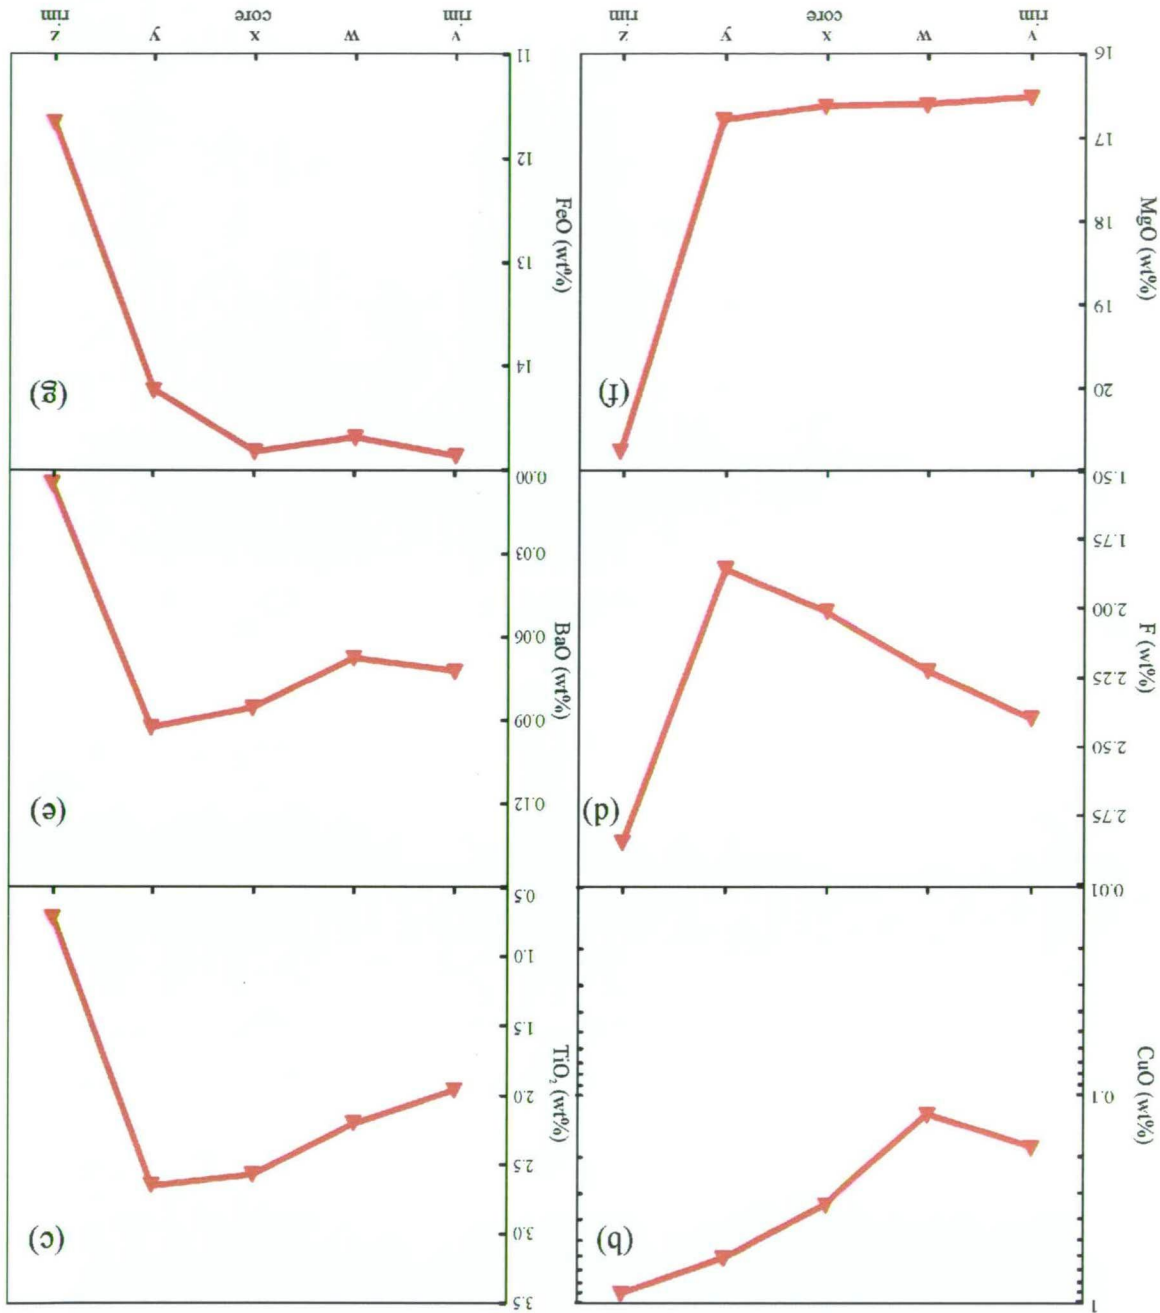 1
0.1
0.01
CuO (wt%)
(b)
3.5
3.0
2.5
2.0
1.5
1.0
0.5
TiO₂ (wt%)
(c)
2.75
2.50
2.25
2.00
1.75
1.50
F (wt%)
(d)
0.12
0.09
0.06
0.03
0.00
BaO (wt%)
(e)
20
19
18
17
16
MgO (wt%)
(f)
14
13
12
11
FeO (wt%)
(g)
v w x y z
rim core rim
v w x y z
rim core rim